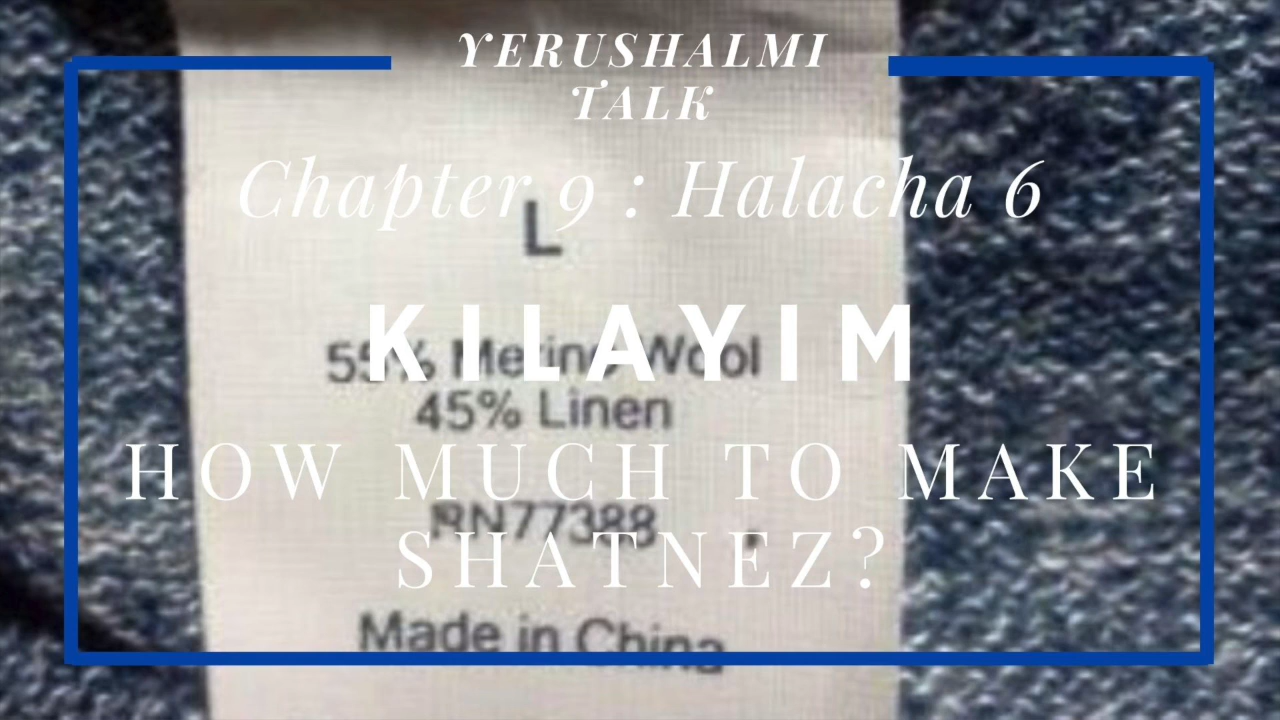 YERUSHALMI
TALK
Chapter 9 : Halacha 6
L
KILAYIM
55% Merino Wool
45% Linen
HOW MUCH TO MAKE
RN77388
SHATNEZ?
Made in China